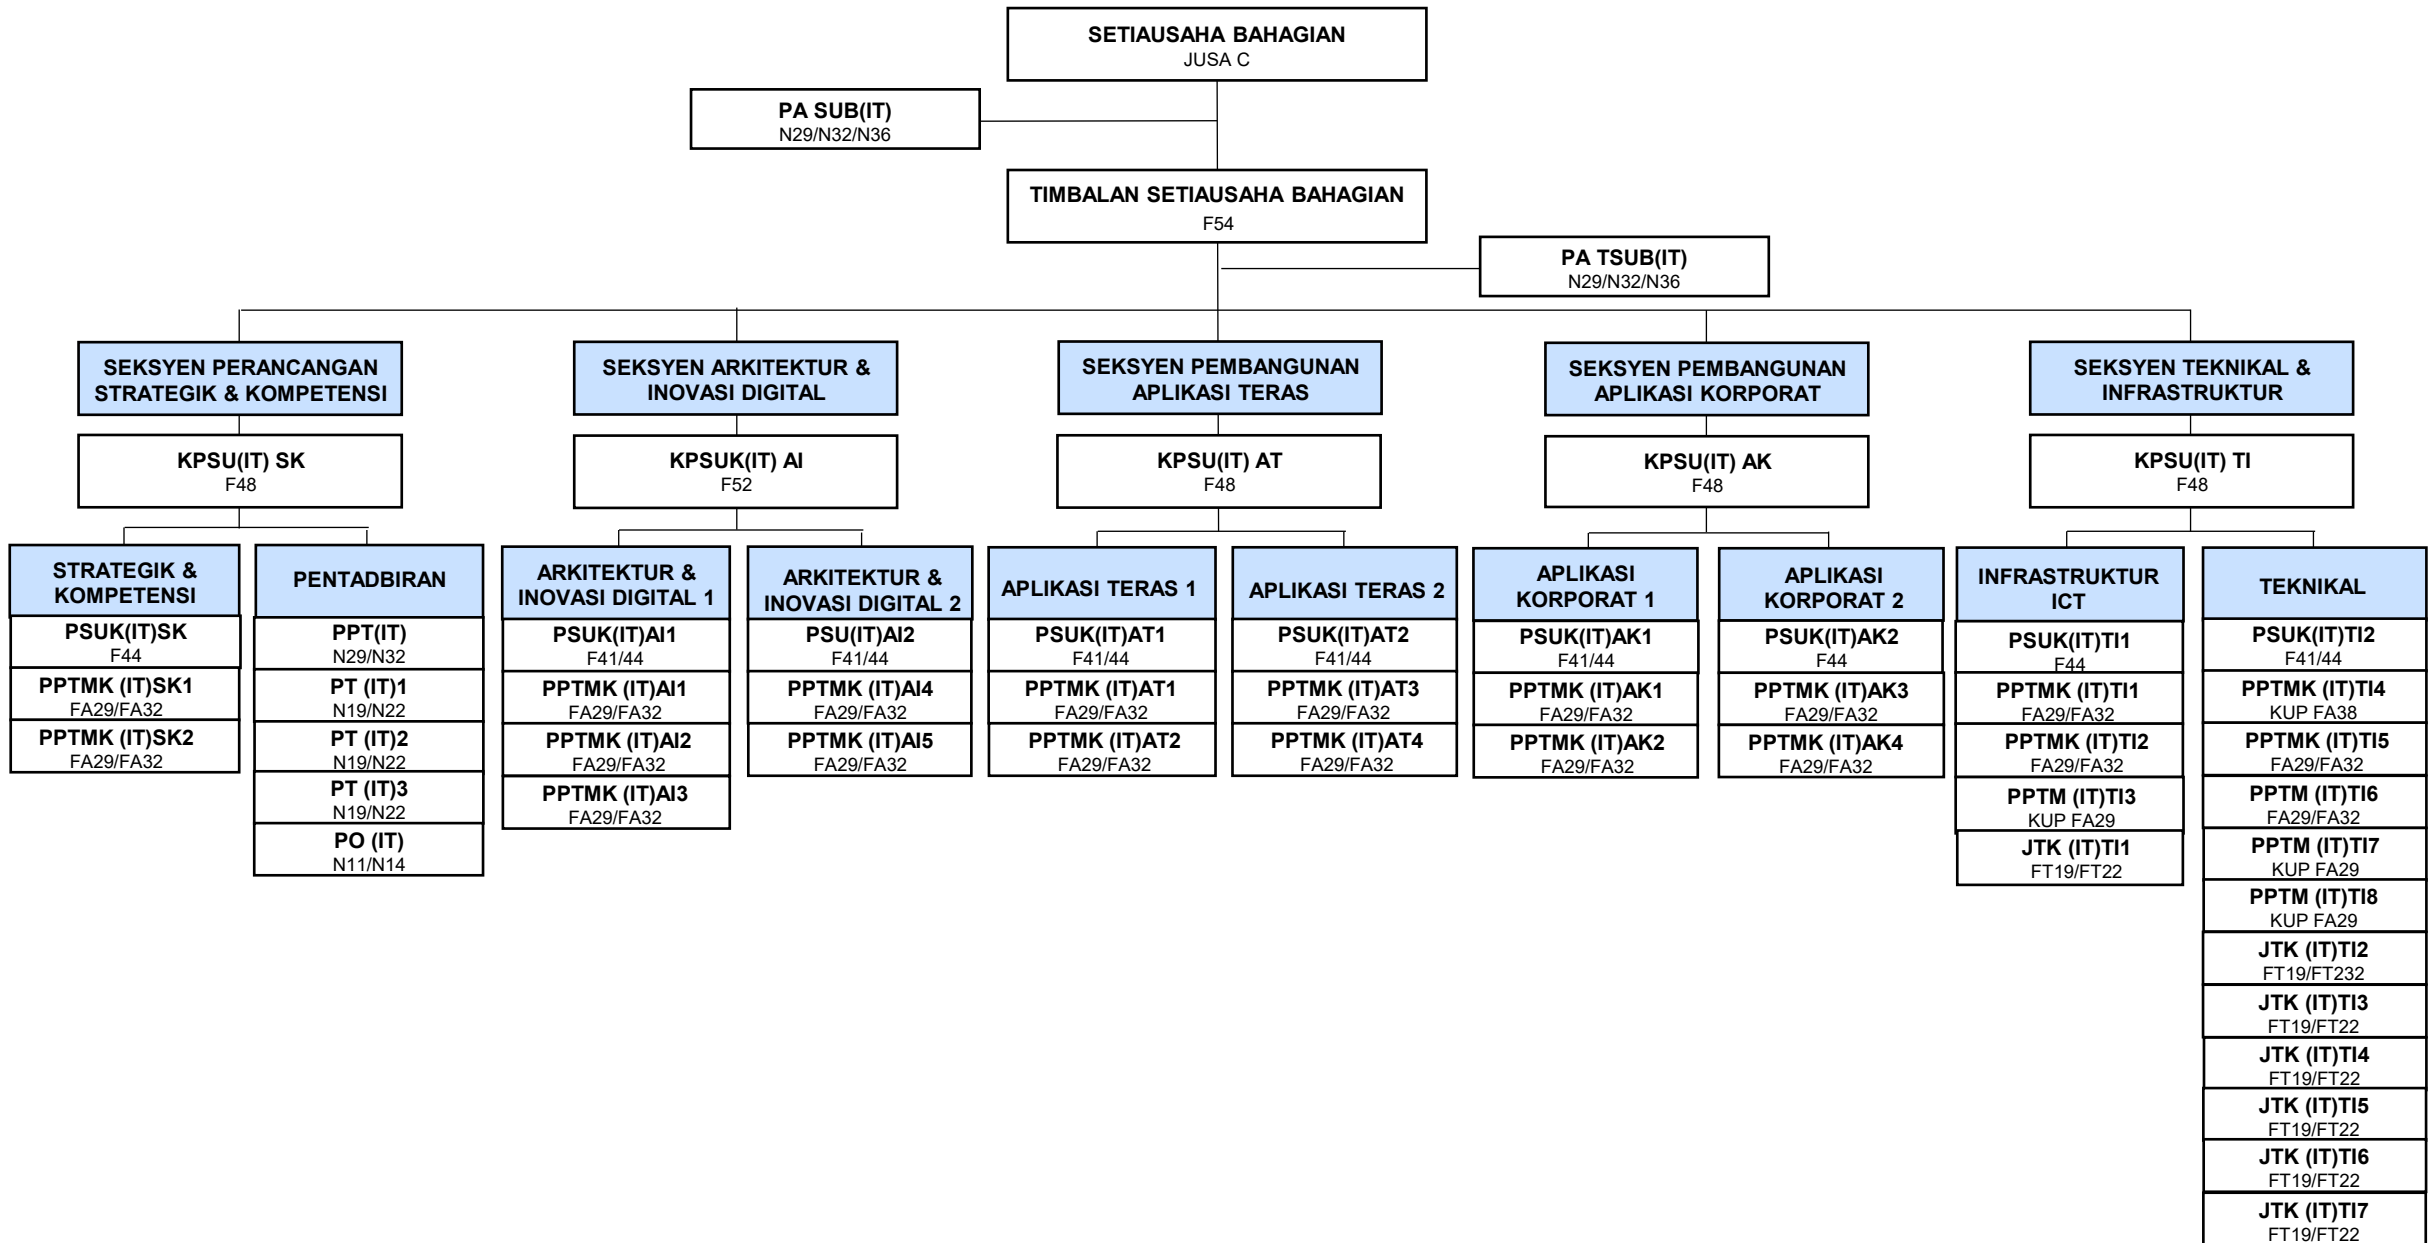 SETIAUSAHA BAHAGIAN
JUSA C
PA SUB(IT)
N29/N32/N36
TIMBALAN SETIAUSAHA BAHAGIAN
F54
PA TSUB(IT)
N29/N32/N36
SEKSYEN PERANCANGAN
STRATEGIK & KOMPETENSI
KPSU(IT) SK
F48
STRATEGIK &
KOMPETENSI
PSUK(IT)SK
F44
PPTMK (IT)SK1
FA29/FA32
PPTMK (IT)SK2
FA29/FA32
PENTADBIRAN
PPT(IT)
N29/N32
PT (IT)1
N19/N22
PT (IT)2
N19/N22
PT (IT)3
N19/N22
PO (IT)
N11/N14
SEKSYEN ARKITEKTUR &
INOVASI DIGITAL
KPSUK(IT) AI
F52
ARKITEKTUR &
INOVASI DIGITAL 1
PSUK(IT)AI1
F41/44
PPTMK (IT)AI1
FA29/FA32
PPTMK (IT)AI2
FA29/FA32
PPTMK (IT)AI3
FA29/FA32
ARKITEKTUR &
INOVASI DIGITAL 2
PSU(IT)AI2
F41/44
PPTMK (IT)AI4
FA29/FA32
PPTMK (IT)AI5
FA29/FA32
SEKSYEN PEMBANGUNAN
APLIKASI TERAS
KPSU(IT) AT
F48
APLIKASI TERAS 1
PSUK(IT)AT1
F41/44
PPTMK (IT)AT1
FA29/FA32
PPTMK (IT)AT2
FA29/FA32
APLIKASI TERAS 2
PSUK(IT)AT2
F41/44
PPTMK (IT)AT3
FA29/FA32
PPTMK (IT)AT4
FA29/FA32
SEKSYEN PEMBANGUNAN
APLIKASI KORPORAT
KPSU(IT) AK
F48
APLIKASI
KORPORAT 1
PSUK(IT)AK1
F41/44
PPTMK (IT)AK1
FA29/FA32
PPTMK (IT)AK2
FA29/FA32
APLIKASI
KORPORAT 2
PSUK(IT)AK2
F44
PPTMK (IT)AK3
FA29/FA32
PPTMK (IT)AK4
FA29/FA32
SEKSYEN TEKNIKAL &
INFRASTRUKTUR
KPSU(IT) TI
F48
INFRASTRUKTUR
ICT
PSUK(IT)TI1
F44
PPTMK (IT)TI1
FA29/FA32
PPTMK (IT)TI2
FA29/FA32
PPTM (IT)TI3
KUP FA29
JTK (IT)TI1
FT19/FT22
TEKNIKAL
PSUK(IT)TI2
F41/44
PPTMK (IT)TI4
KUP FA38
PPTMK (IT)TI5
FA29/FA32
PPTM (IT)TI6
FA29/FA32
PPTM (IT)TI7
KUP FA29
PPTM (IT)TI8
KUP FA29
JTK (IT)TI2
FT19/FT232
JTK (IT)TI3
FT19/FT22
JTK (IT)TI4
FT19/FT22
JTK (IT)TI5
FT19/FT22
JTK (IT)TI6
FT19/FT22
JTK (IT)TI7
FT19/FT22